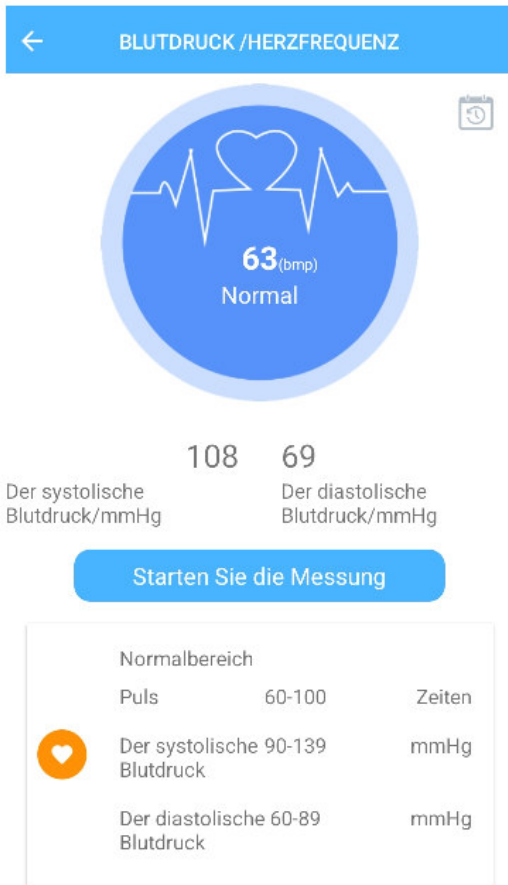 BLUTDRUCK /HERZFREQUENZ
63(bmp)
Normal
108 69
Der systolische Der diastolische
Blutdruck/mmHg Blutdruck/mmHg
Starten Sie die Messung
Normalbereich
Puls 60-100 Zeiten
Der systolische 90-139 mmHg
Blutdruck
Der diastolische 60-89 mmHg
Blutdruck